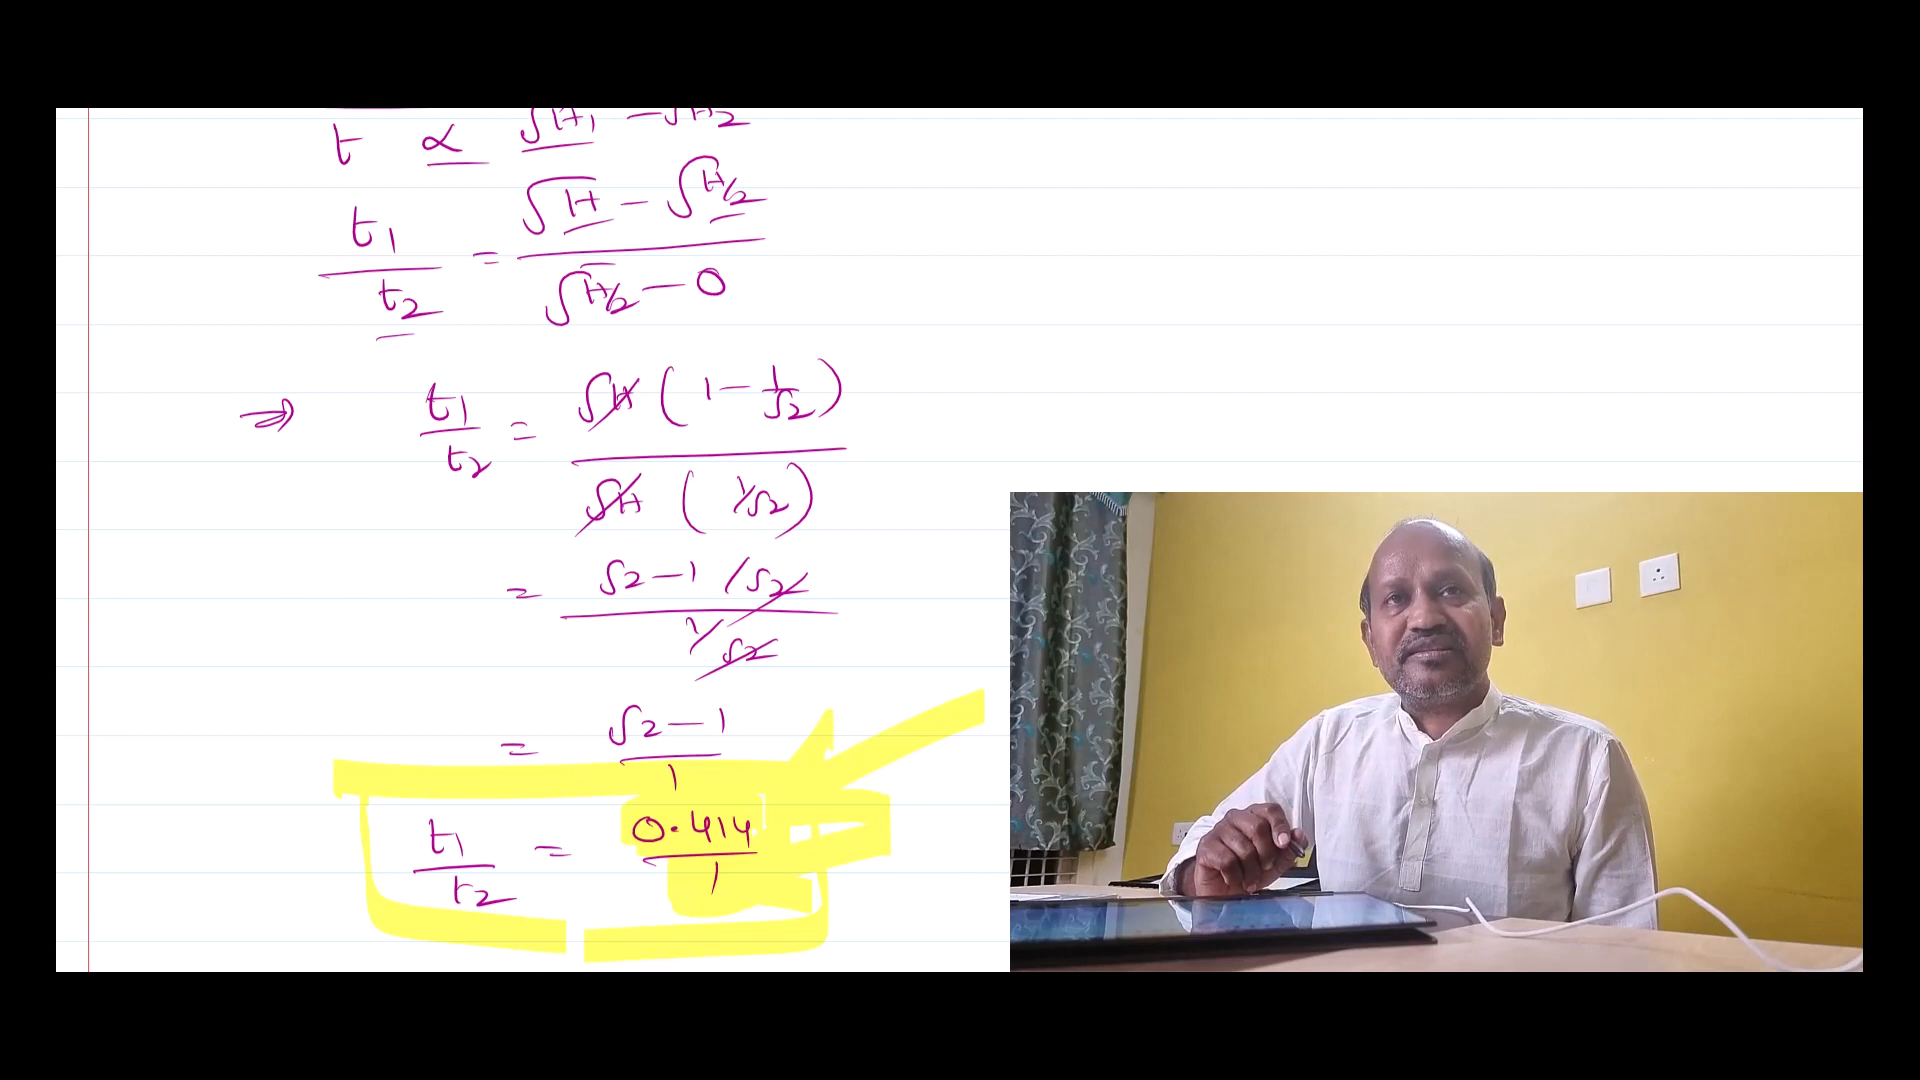 t ∝ √H₁ – √H₂
t₁/t₂ = (√H – √H/2)/(√H/2 – 0)
⇒ t₁/t₂ = √H (1 – 1/√2)/√H (1/√2)
= (√2 – 1 /√2)/(1/√2)
= (√2 – 1)/1
t₁/t₂ = 0.414/1